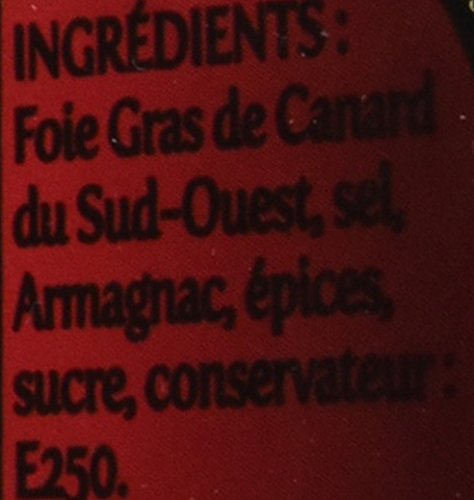 INGRÉDIENTS :
Foie Gras de Canard
du Sud-Ouest, sel,
Armagnac, épices,
sucre, conservateur :
E250.